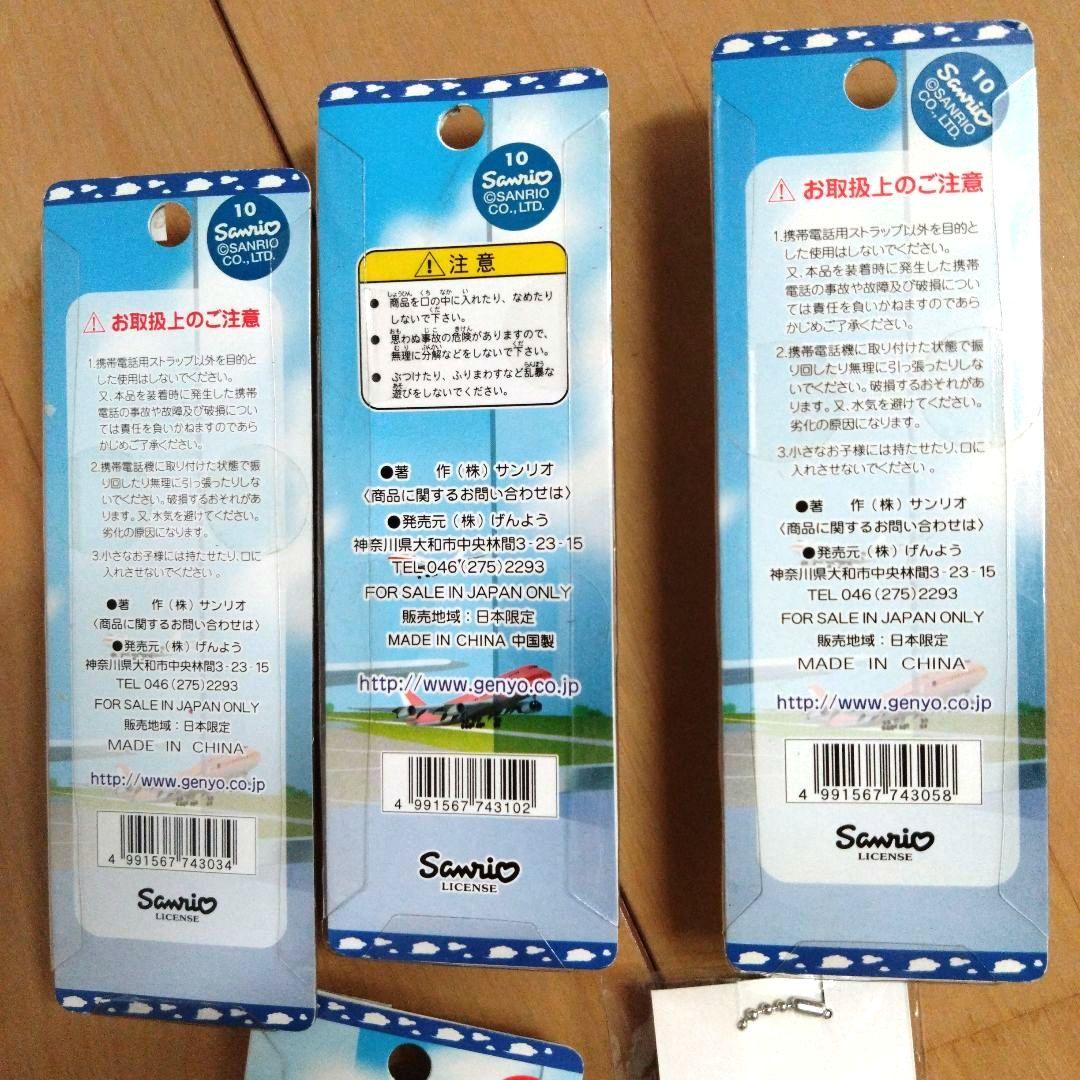 10
Sanrio
©SANRIO
CO., LTD.
⚠ お取扱上のご注意
1.携帯電話用ストラップ以外を目的と
した使用はしないでください。
又、本品を装着時に発生した携帯
電話の事故や故障及び破損につい
ては責任を負いかねますのであら
かじめご了承ください。
2.携帯電話機に取り付けた状態で振
り回したり無理に引っ張ったりしな
いでください。破損するおそれがあ
ります。又、水気を避けてください。
劣化の原因になります。
3.小さなお子様には持たせたり、口に
入れさせないでください。
●著 作(株)サンリオ
〈商品に関するお問い合わせは〉
●発売元(株)げんよう
神奈川県大和市中央林間3-23-15
TEL 046(275)2293
FOR SALE IN JAPAN ONLY
販売地域:日本限定
MADE IN CHINA
http://www.genyo.co.jp
4 991567 743034
Sanrio
LICENSE
10
Sanrio
©SANRIO
CO., LTD.
⚠注意
● 商品を口の中に入れたり、なめたり
しないで下さい。
● 思わぬ事故の危険がありますので、
無理に分解などをしないで下さい。
● ぶつけたり、ふりまわすなど乱暴な
遊びをしないでください。
●著 作(株)サンリオ
〈商品に関するお問い合わせは〉
●発売元(株)げんよう
神奈川県大和市中央林間3-23-15
TEL 046(275)2293
FOR SALE IN JAPAN ONLY
販売地域:日本限定
MADE IN CHINA 中国製
http://www.genyo.co.jp
4 991567 743102
Sanrio
LICENSE
10
Sanrio
©SANRIO
CO., LTD.
⚠ お取扱上のご注意
1.携帯電話用ストラップ以外を目的と
した使用はしないでください。
又、本品を装着時に発生した携帯
電話の事故や故障及び破損につい
ては責任を負いかねますのであら
かじめご了承ください。
2.携帯電話機に取り付けた状態で振
り回したり無理に引っ張ったりしな
いでください。破損するおそれがあ
ります。又、水気を避けてください。
劣化の原因になります。
3.小さなお子様には持たせたり、口に
入れさせないでください。
●著 作(株)サンリオ
〈商品に関するお問い合わせは〉
●発売元(株)げんよう
神奈川県大和市中央林間3-23-15
TEL 046(275)2293
FOR SALE IN JAPAN ONLY
販売地域:日本限定
MADE IN CHINA
http://www.genyo.co.jp
4 991567 743058
Sanrio
LICENSE